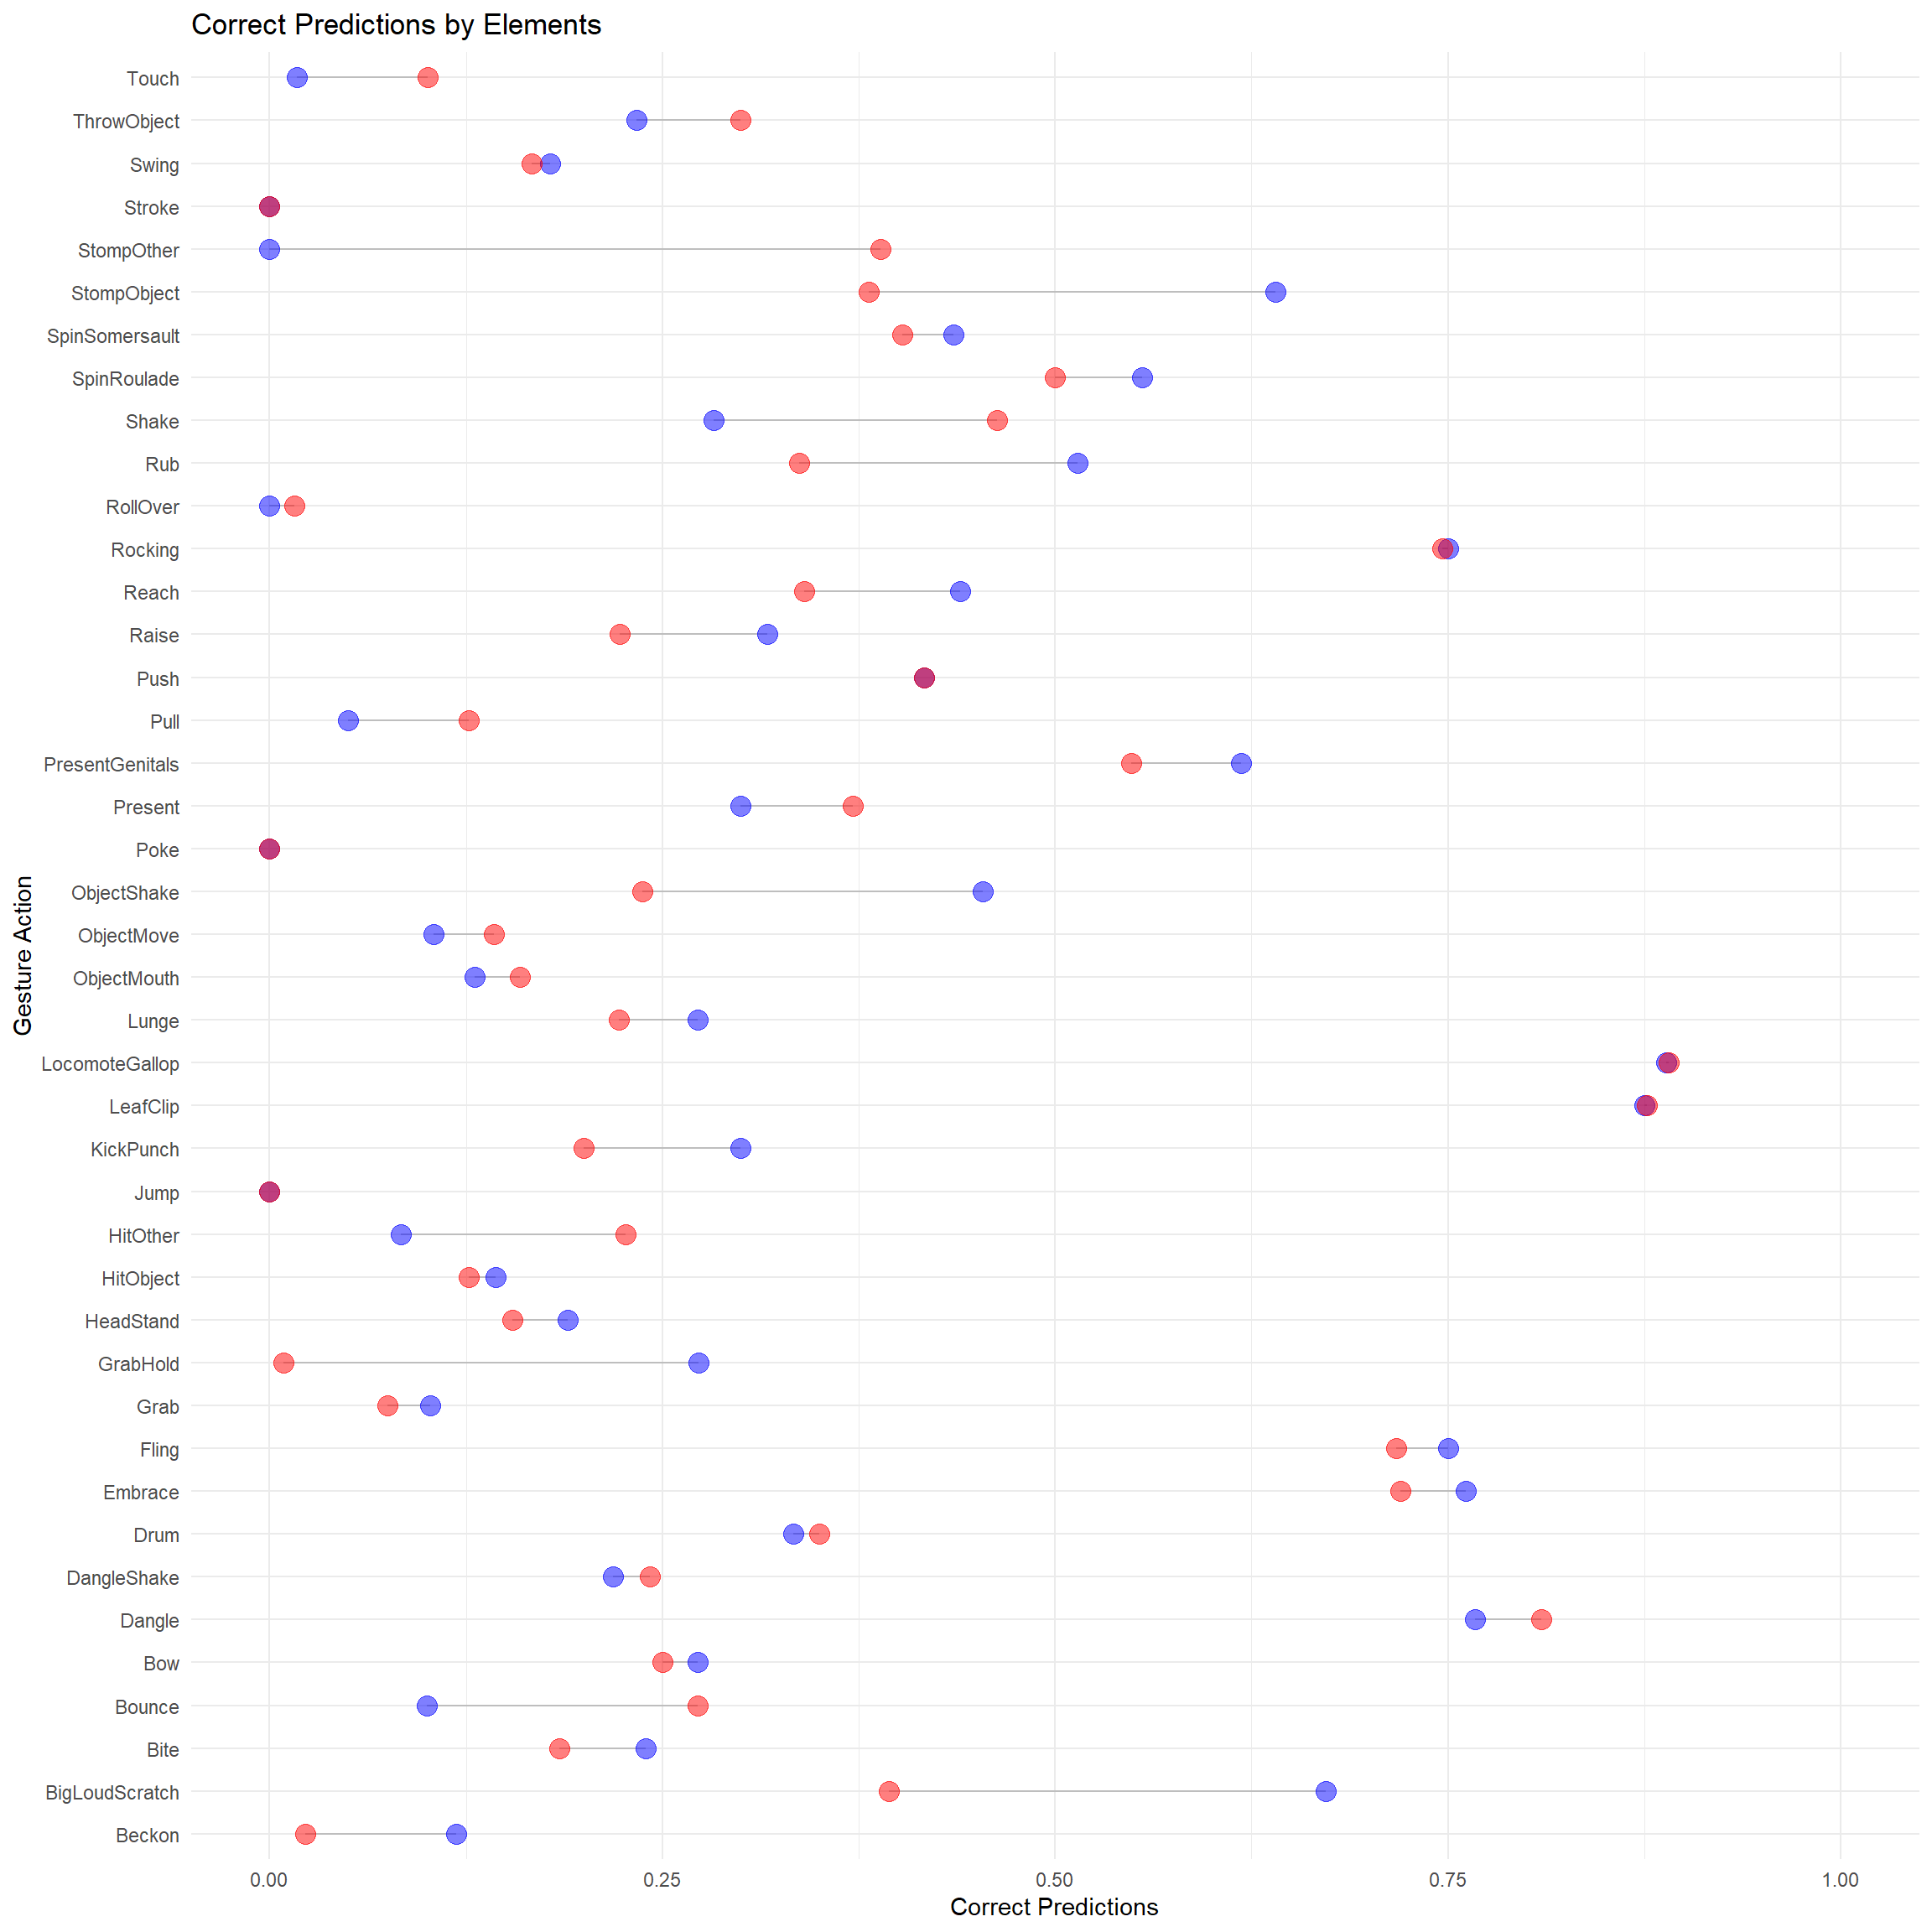 Correct Predictions by Elements
Touch
ThrowObject
Swing
Stroke
StompOther
StompObject
SpinSomersault
SpinRoulade
Shake
Rub
RollOver
Rocking
Reach
Raise
Push
Pull
PresentGenitals
Present
Poke
ObjectShake
ObjectMove
ObjectMouth
Lunge
LocomoteGallop
LeafClip
KickPunch
Jump
HitOther
HitObject
HeadStand
GrabHold
Grab
Fling
Embrace
Drum
DangleShake
Dangle
Bow
Bounce
Bite
BigLoudScratch
Beckon
Gesture Action
0.00 0.25 0.50 0.75 1.00
Correct Predictions